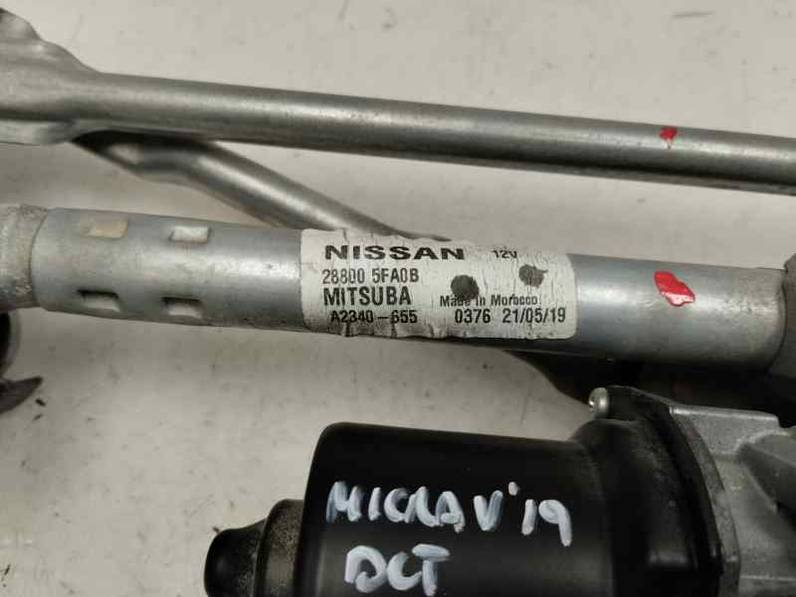 NISSAN 12V
28800 5FA0B
MITSUBA Made in Morocco
A2340-655 0376 21/05/19
MICRA V'19
DCT